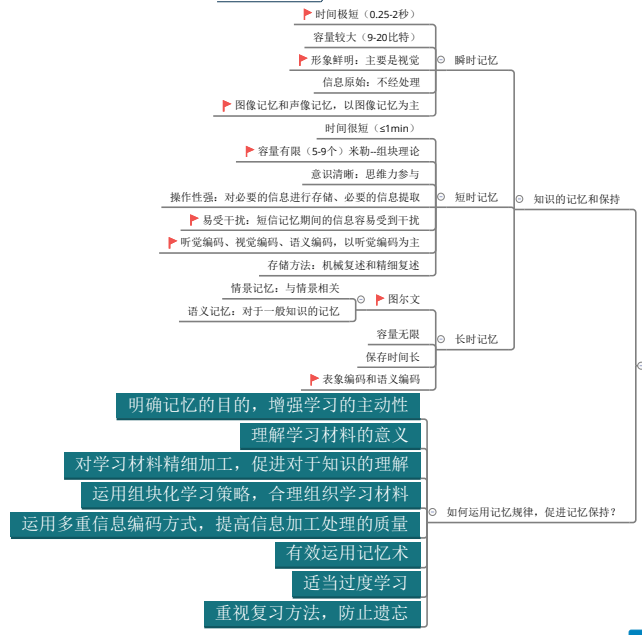 时间极短（0.25-2秒）
容量较大（9-20比特）
形象鲜明：主要是视觉
瞬时记忆
信息原始：不经处理
图像记忆和声像记忆，以图像记忆为主
时间很短（≤1min）
容量有限（5-9个）米勒--组块理论
意识清晰：思维力参与
操作性强：对必要的信息进行存储、必要的信息提取
短时记忆
知识的记忆和保持
易受干扰：短信记忆期间的信息容易受到干扰
听觉编码、视觉编码、语义编码，以听觉编码为主
存储方法：机械复述和精细复述
情景记忆：与情景相关
图尔文
语义记忆：对于一般知识的记忆
容量无限
长时记忆
保存时间长
表象编码和语义编码
明确记忆的目的，增强学习的主动性
理解学习材料的意义
对学习材料精细加工，促进对于知识的理解
运用组块化学习策略，合理组织学习材料
如何运用记忆规律，促进记忆保持？
运用多重信息编码方式，提高信息加工处理的质量
有效运用记忆术
适当过度学习
重视复习方法，防止遗忘